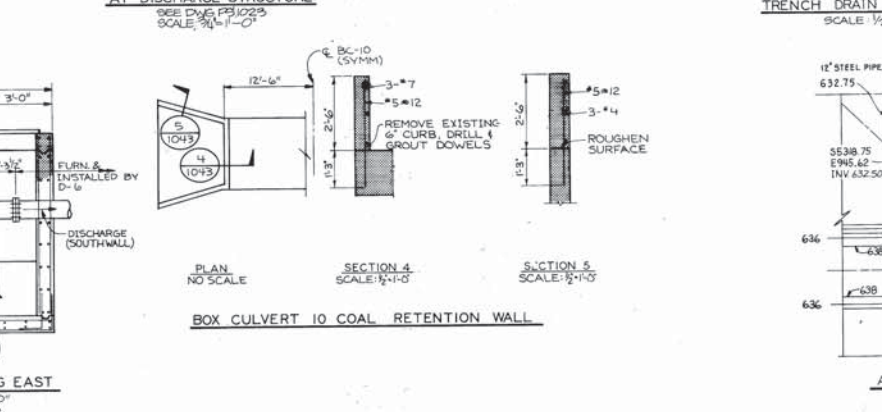 AT DISCHARGE STRUCTURE
SEE DWG FS1023
SCALE 3/4"=1'-0"
3'-0"
FURN. &
INSTALLED BY
D-6
DISCHARGE
(SOUTHWALL)
G EAST
12'-6"
℄ BC-10
(SYMM)
5
1043
4
1043
PLAN
NO SCALE
2'-6"
1'-3"
3-#7
#5@12
REMOVE EXISTING
6" CURB, DRILL &
GROUT DOWELS
SECTION 4
SCALE: 1/2"=1'-0"
2'-6"
1'-3"
#5@12
3-#4
ROUGHEN
SURFACE
SECTION 5
SCALE: 1/2"=1'-0"
BOX CULVERT 10 COAL RETENTION WALL
TRENCH DRAIN
SCALE:
12" STEEL PIPE
632.75
S5318.75
E945.62
INV. 632.50
636
638
638
636
A